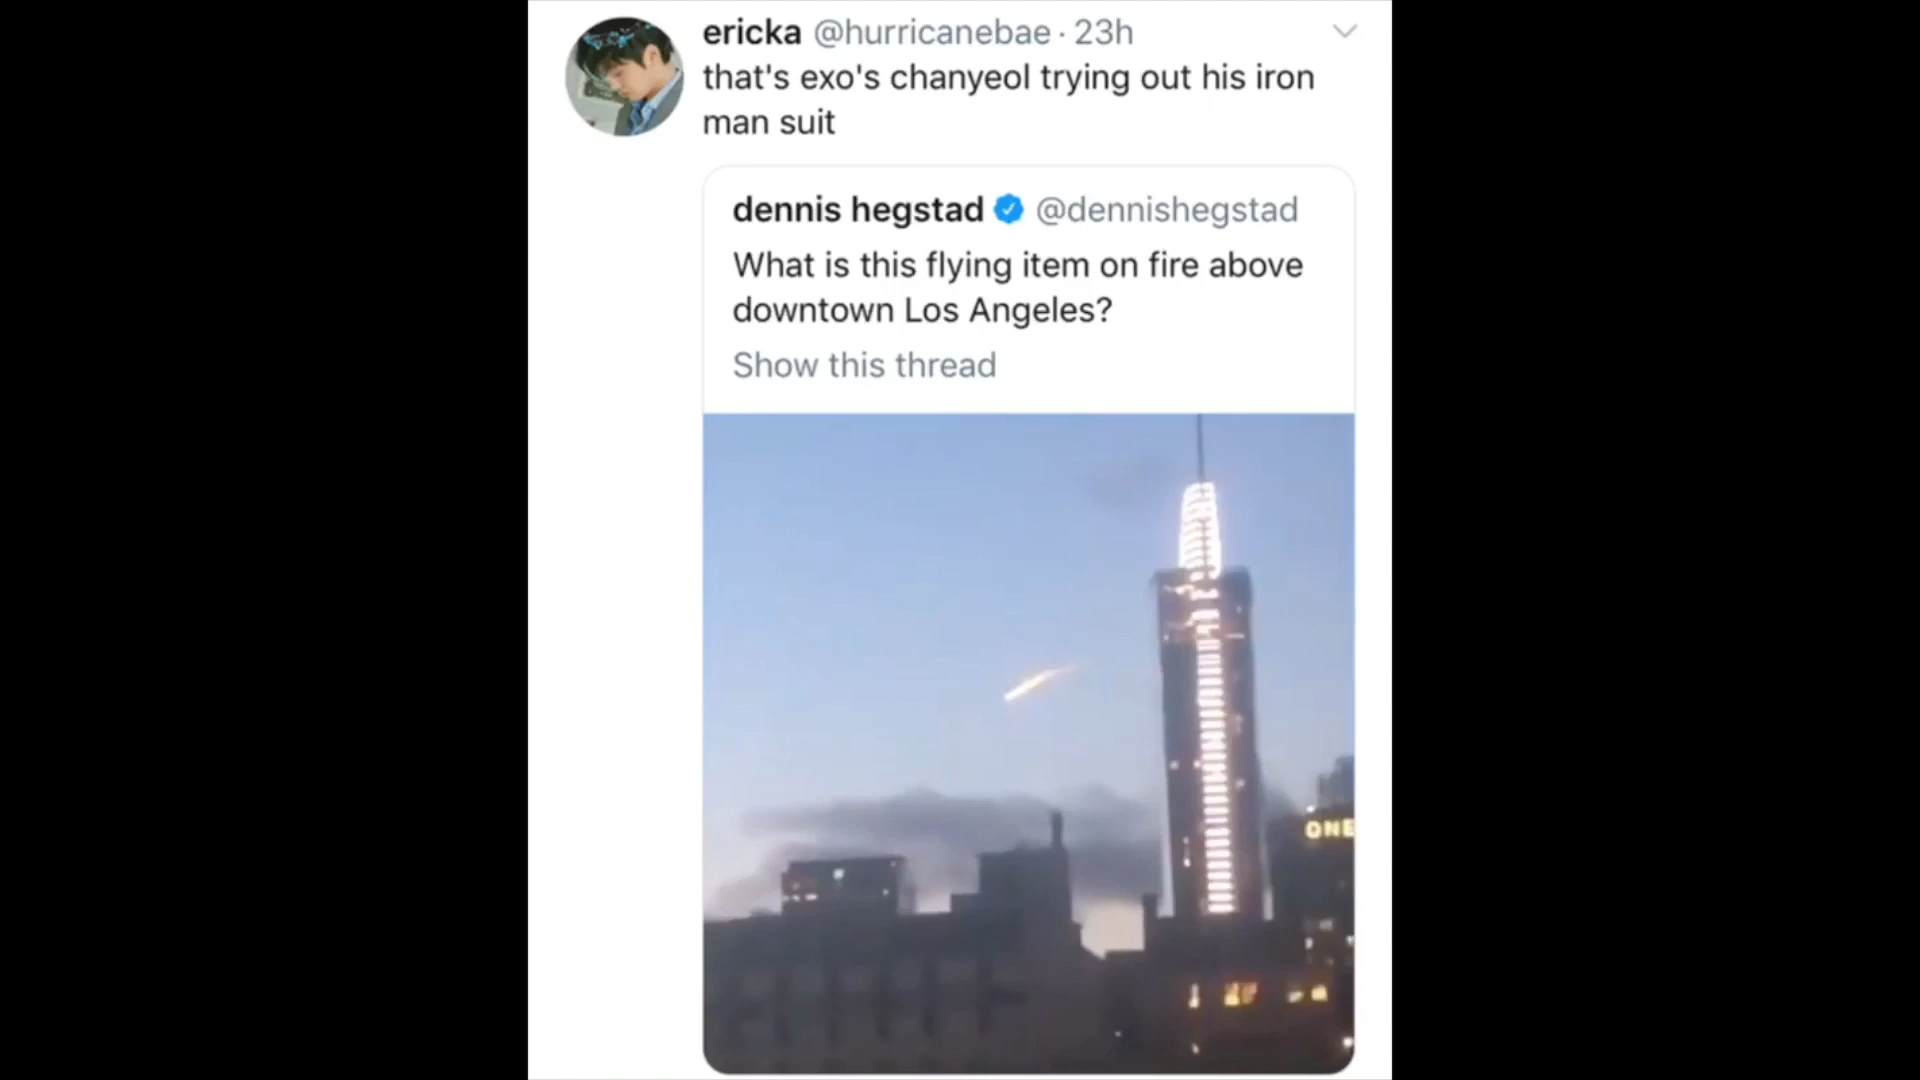 ericka @hurricanebae · 23h
that's exo's chanyeol trying out his iron
man suit
dennis hegstad @dennishegstad
What is this flying item on fire above
downtown Los Angeles?
Show this thread
ONE